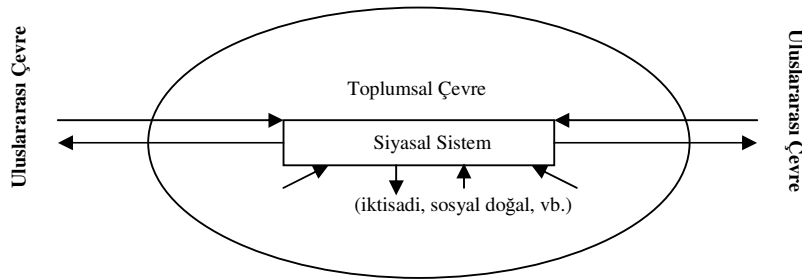 Uluslararası Çevre
Toplumsal Çevre
Siyasal Sistem
(iktisadi, sosyal doğal, vb.)
Uluslararası Çevre